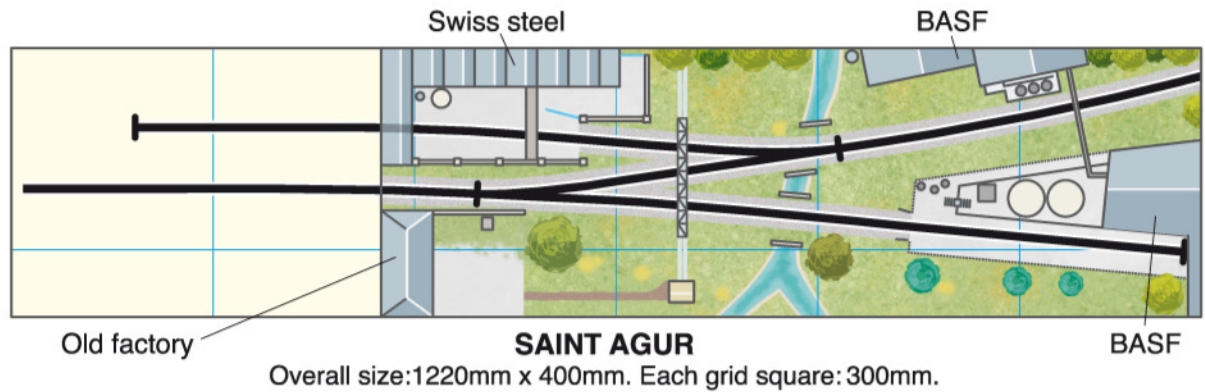 Swiss steel
BASF
Old factory
BASF
SAINT AGUR
Overall size:1220mm x 400mm. Each grid square: 300mm.